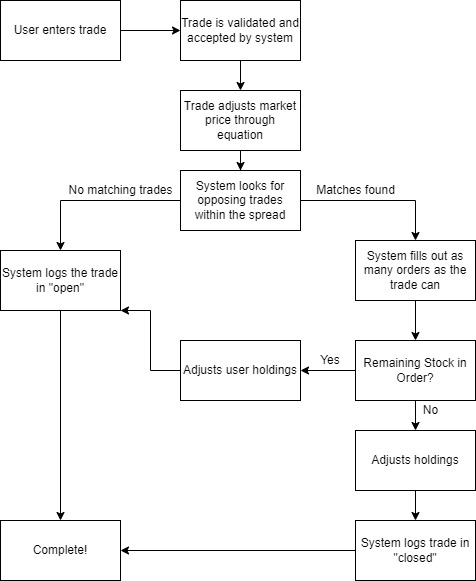 User enters trade
Trade is validated and
accepted by system
Trade adjusts market
price through
equation
System looks for
opposing trades
within the spread
No matching trades
Matches found
System logs the trade
in "open"
System fills out as
many orders as the
trade can
Adjusts user holdings
Yes
Remaining Stock in
Order?
No
Adjusts holdings
Complete!
System logs trade in
"closed"